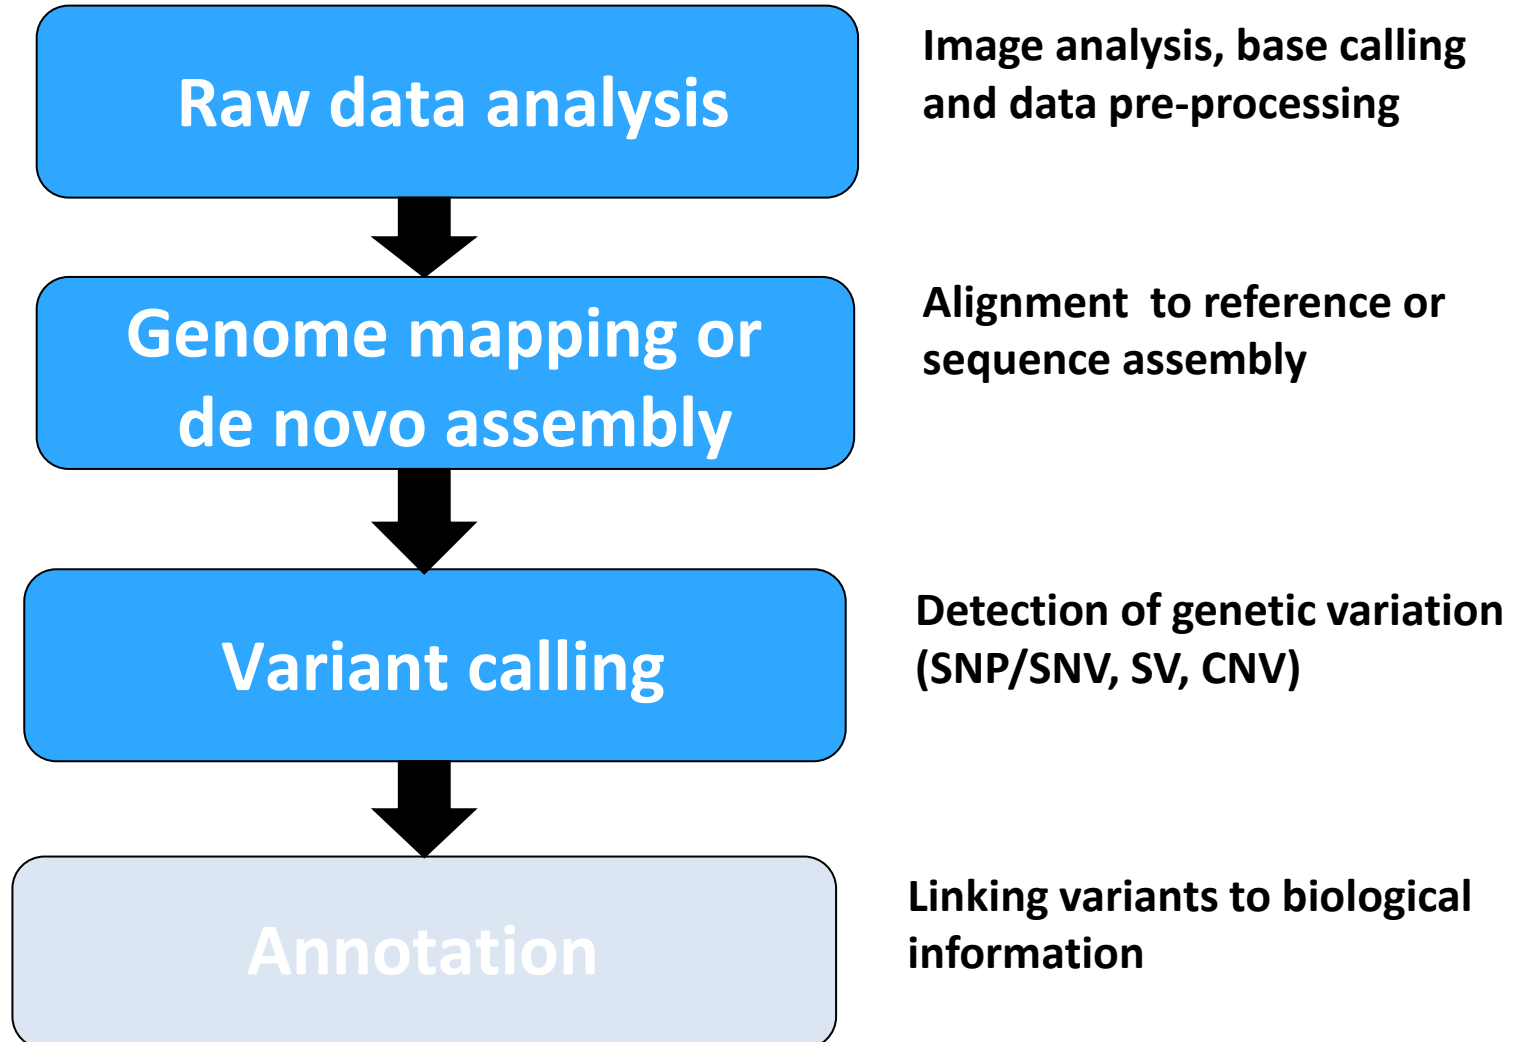 Raw data analysis
Image analysis, base calling
and data pre-processing
Genome mapping or
de novo assembly
Alignment  to reference or
sequence assembly
Variant calling
Detection of genetic variation
(SNP/SNV, SV, CNV)
Annotation
Linking variants to biological
information